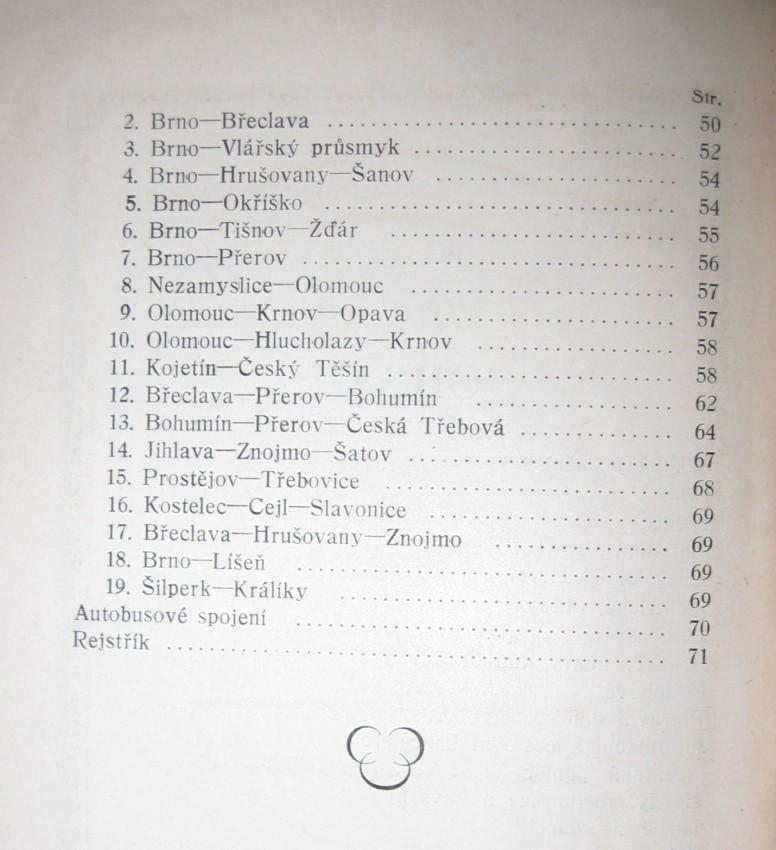 Str.
2. Brno—Břeclava . . . . . . . . . . . . . . . . . . . . . . . . . . 50
3. Brno—Vlářský průsmyk . . . . . . . . . . . . . . . . . . . . 52
4. Brno—Hrušovany—Šanov . . . . . . . . . . . . . . . . . . 54
5. Brno—Okříško . . . . . . . . . . . . . . . . . . . . . . . . . . 54
6. Brno—Tišnov—Žďár . . . . . . . . . . . . . . . . . . . . . 55
7. Brno—Přerov . . . . . . . . . . . . . . . . . . . . . . . . . . . 56
8. Nezamyslice—Olomouc . . . . . . . . . . . . . . . . . . . 57
9. Olomouc—Krnov—Opava . . . . . . . . . . . . . . . . . . 57
10. Olomouc—Hlucholazy—Krnov . . . . . . . . . . . . . . 58
11. Kojetín—Český Těšín . . . . . . . . . . . . . . . . . . . . . 58
12. Břeclava—Přerov—Bohumín . . . . . . . . . . . . . . . 62
13. Bohumín—Přerov—Česká Třebová . . . . . . . . . . . 64
14. Jihlava—Znojmo—Šatov . . . . . . . . . . . . . . . . . . . 67
15. Prostějov—Třebovice . . . . . . . . . . . . . . . . . . . . . 68
16. Kostelec—Cejl—Slavonice . . . . . . . . . . . . . . . . . . 69
17. Břeclava—Hrušovany—Znojmo . . . . . . . . . . . . . . 69
18. Brno—Líšeň . . . . . . . . . . . . . . . . . . . . . . . . . . . . 69
19. Šilperk—Králíky . . . . . . . . . . . . . . . . . . . . . . . . . 69
Autobusové spojení . . . . . . . . . . . . . . . . . . . . . . . . . . 70
Rejstřík . . . . . . . . . . . . . . . . . . . . . . . . . . . . . . . . . . . 71